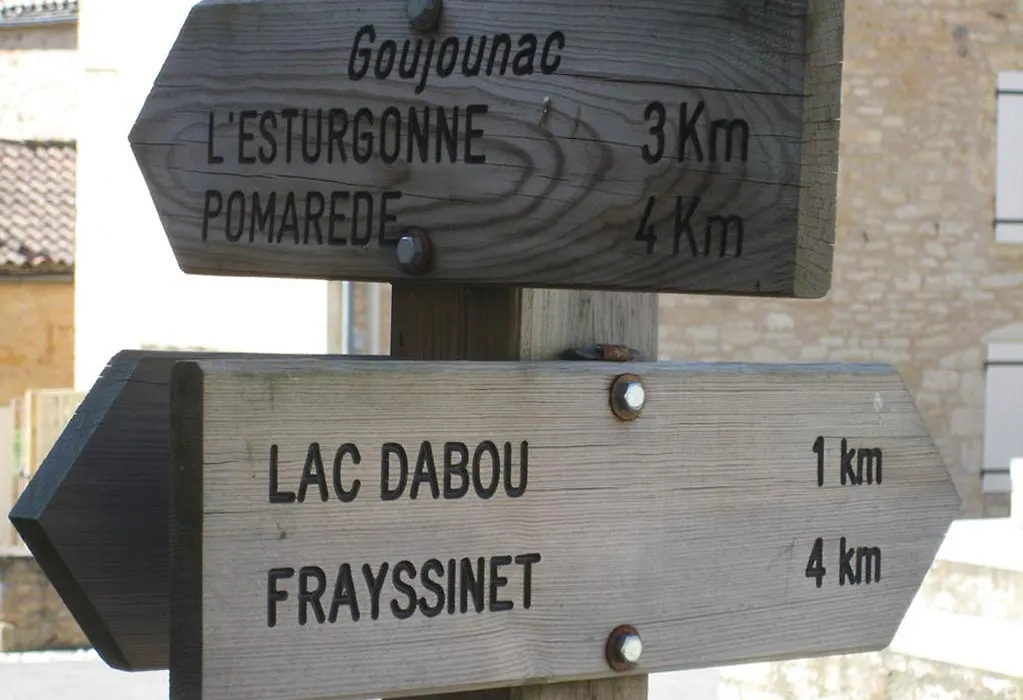 Goujounac
L'ESTURGONNE 3 Km
POMAREDE 4 Km
LAC DABOU 1 km
FRAYSSINET 4 km